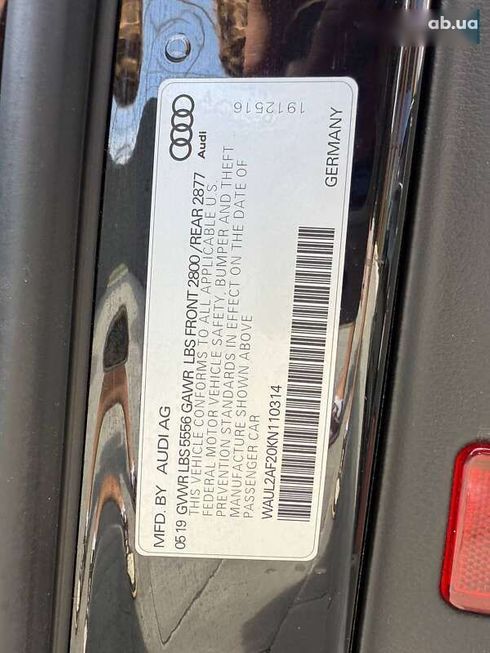 ab.ua
1912516
Audi
GERMANY
MFD. BY AUDI AG
0519 GVWR LBS 5556 GAWR LBS FRONT 2800 / REAR 2877
THIS VEHICLE CONFORMS TO ALL APPLICABLE U S
FEDERAL MOTOR VEHICLE SAFETY, BUMPER AND THEFT
PREVENTION STANDARDS IN EFFECT ON THE DATE OF
MANUFACTURE SHOWN ABOVE
PASSENGER CAR
WAUL2AF20KN110314